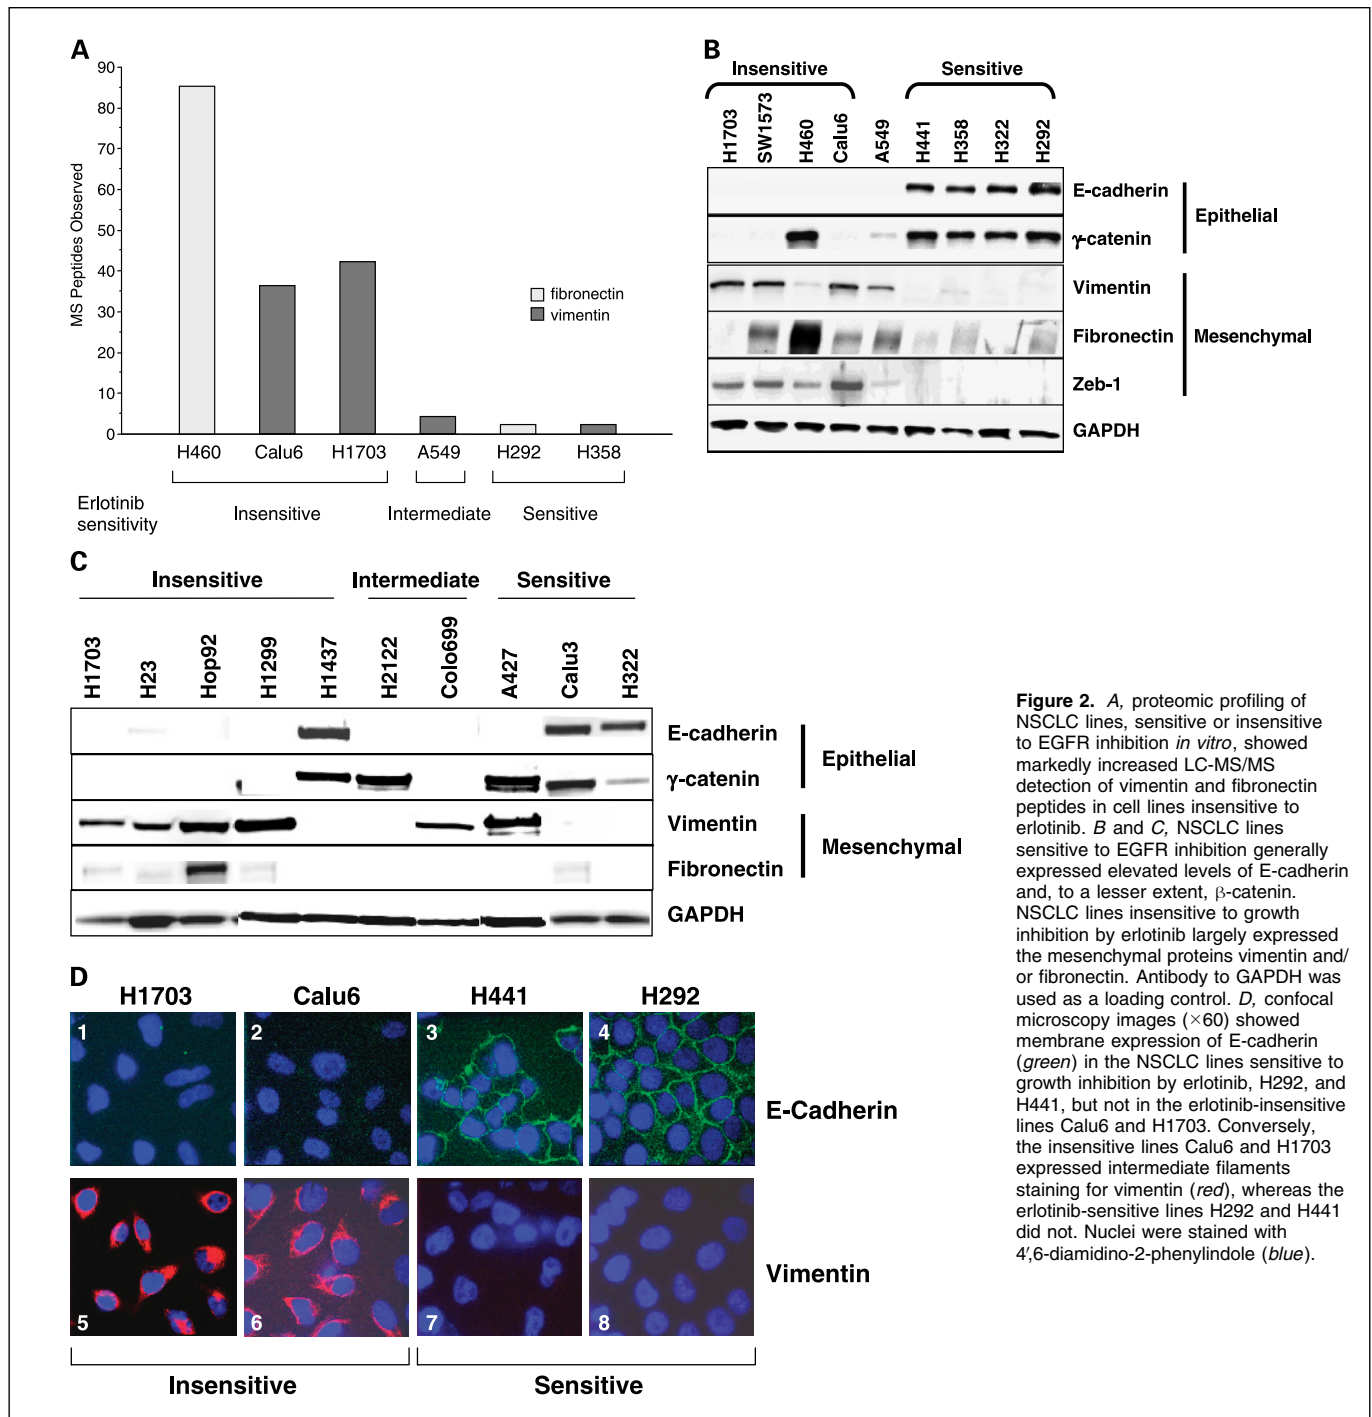 A
90
80
70
60
50
40
30
20
10
0
MS Peptides Observed
fibronectin
vimentin
H460 Calu6 H1703 A549 H292 H358
Erlotinib
sensitivity
Insensitive Intermediate Sensitive
B
Insensitive Sensitive
H1703 SW1573 H460 Calu6 A549 H441 H358 H322 H292
E-cadherin
γ-catenin
Epithelial
Vimentin
Fibronectin
Zeb-1
Mesenchymal
GAPDH
C
Insensitive Intermediate Sensitive
H1703 H23 Hop92 H1299 H1437 H2122 Colo699 A427 Calu3 H322
E-cadherin
γ-catenin
Epithelial
Vimentin
Fibronectin
Mesenchymal
GAPDH
D
H1703 Calu6 H441 H292
1 2 3 4
E-Cadherin
5 6 7 8
Vimentin
Insensitive Sensitive
Figure 2. A, proteomic profiling of
NSCLC lines, sensitive or insensitive
to EGFR inhibition in vitro, showed
markedly increased LC-MS/MS
detection of vimentin and fibronectin
peptides in cell lines insensitive to
erlotinib. B and C, NSCLC lines
sensitive to EGFR inhibition generally
expressed elevated levels of E-cadherin
and, to a lesser extent, β-catenin.
NSCLC lines insensitive to growth
inhibition by erlotinib largely expressed
the mesenchymal proteins vimentin and/
or fibronectin. Antibody to GAPDH was
used as a loading control. D, confocal
microscopy images (×60) showed
membrane expression of E-cadherin
(green) in the NSCLC lines sensitive to
growth inhibition by erlotinib, H292, and
H441, but not in the erlotinib-insensitive
lines Calu6 and H1703. Conversely,
the insensitive lines Calu6 and H1703
expressed intermediate filaments
staining for vimentin (red), whereas the
erlotinib-sensitive lines H292 and H441
did not. Nuclei were stained with
4′,6-diamidino-2-phenylindole (blue).